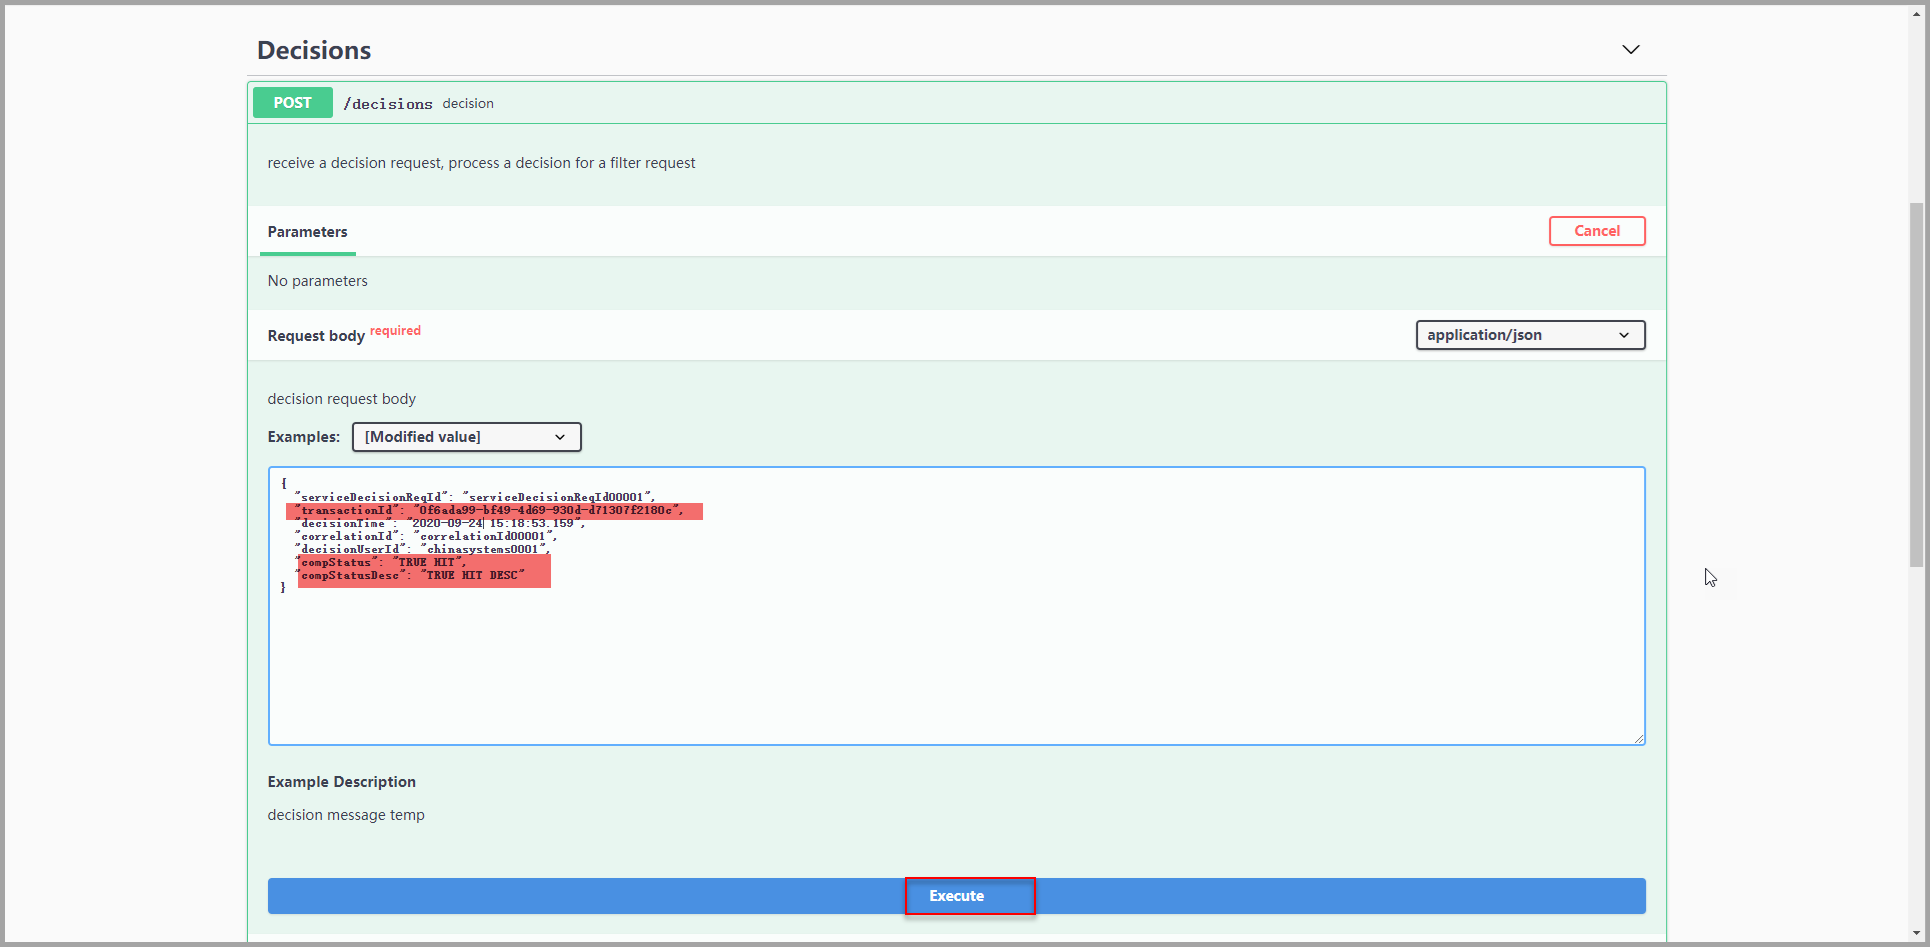 Decisions
POST /decisions decision
receive a decision request, process a decision for a filter request
Parameters
Cancel
No parameters
Request body required
application/json
decision request body
Examples: [Modified value]
{
"serviceDecisionReqId": "serviceDecisionReqId00001",
"transactionId": "0f6ada99-bf49-4d69-930d-d71307f2180c",
"decisionTime": "2020-09-24 15:18:53.159",
"correlationId": "correlationId00001",
"decisionUserId": "chinasystems0001",
"compStatus": "TRUE HIT",
"compStatusDesc": "TRUE HIT DESC"
}
Example Description
decision message temp
Execute